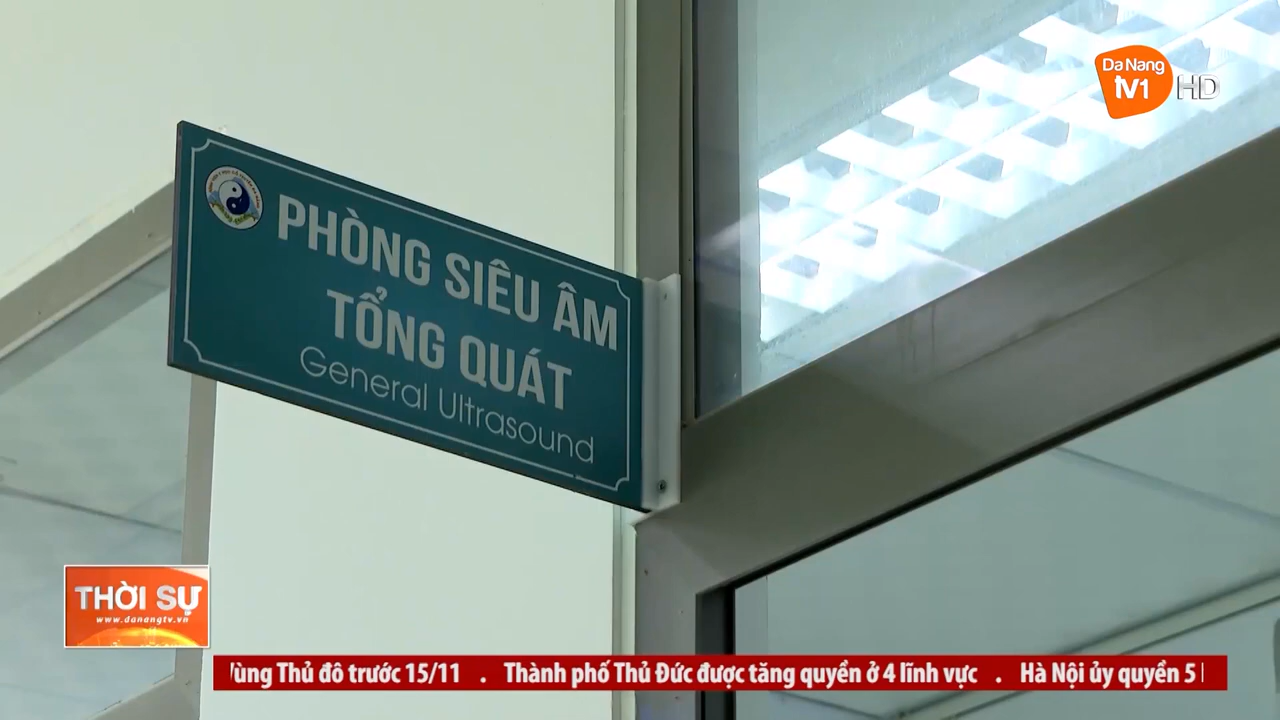 Da Nang
tv1 HD
PHÒNG SIÊU ÂM
TỔNG QUÁT
General Ultrasound
THỜI SỰ
www.danangtv.vn
Vùng Thủ đô trước 15/11 . Thành phố Thủ Đức được tăng quyền ở 4 lĩnh vực . Hà Nội ủy quyền 5